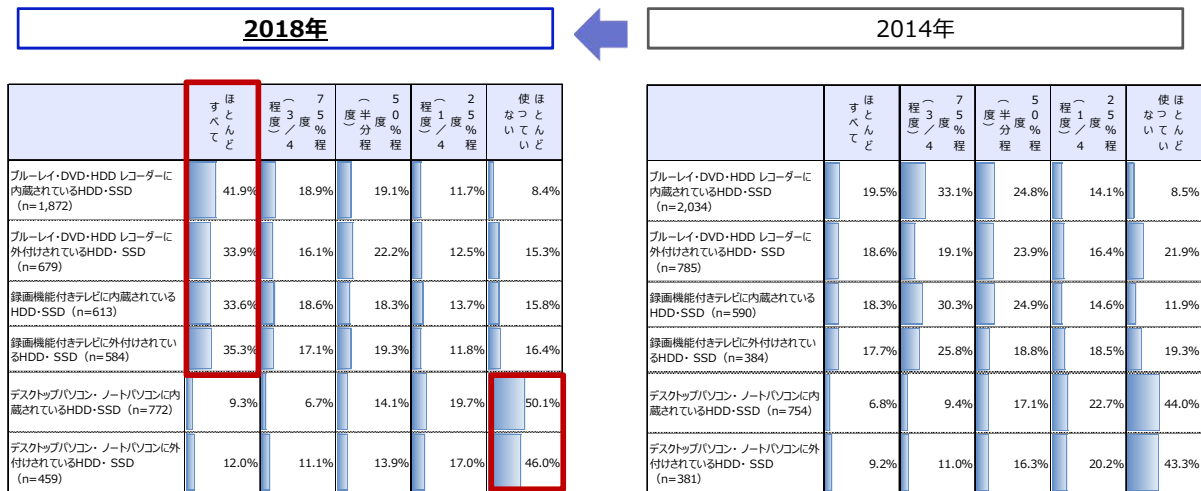 2018年
2014年
ほとんどすべて
75%程度（3／4程度）
50%程度（半分程度）
25%程度（1／4程度）
ほとんど使っていない
ブルーレイ・DVD・HDD レコーダーに
内蔵されているHDD・SSD
（n=1,872）
41.9%
18.9%
19.1%
11.7%
8.4%
ブルーレイ・DVD・HDD レコーダーに
外付けされているHDD・ SSD
（n=679）
33.9%
16.1%
22.2%
12.5%
15.3%
録画機能付きテレビに内蔵されている
HDD・SSD（n=613）
33.6%
18.6%
18.3%
13.7%
15.8%
録画機能付きテレビに外付けされてい
るHDD・ SSD（n=584）
35.3%
17.1%
19.3%
11.8%
16.4%
デスクトップパソコン・ ノートパソコンに内
蔵されているHDD・SSD（n=772）
9.3%
6.7%
14.1%
19.7%
50.1%
デスクトップパソコン・ ノートパソコンに外
付けされているHDD・ SSD
（n=459）
12.0%
11.1%
13.9%
17.0%
46.0%
ほとんどすべて
75%程度（3／4程度）
50%程度（半分程度）
25%程度（1／4程度）
ほとんど使っていない
ブルーレイ・DVD・HDD レコーダーに
内蔵されているHDD・SSD
（n=2,034）
19.5%
33.1%
24.8%
14.1%
8.5%
ブルーレイ・DVD・HDD レコーダーに
外付けされているHDD・ SSD
（n=785）
18.6%
19.1%
23.9%
16.4%
21.9%
録画機能付きテレビに内蔵されている
HDD・SSD（n=590）
18.3%
30.3%
24.9%
14.6%
11.9%
録画機能付きテレビに外付けされてい
るHDD・ SSD（n=384）
17.7%
25.8%
18.8%
18.5%
19.3%
デスクトップパソコン・ ノートパソコンに内
蔵されているHDD・SSD（n=754）
6.8%
9.4%
17.1%
22.7%
44.0%
デスクトップパソコン・ ノートパソコンに外
付けされているHDD・ SSD
（n=381）
9.2%
11.0%
16.3%
20.2%
43.3%